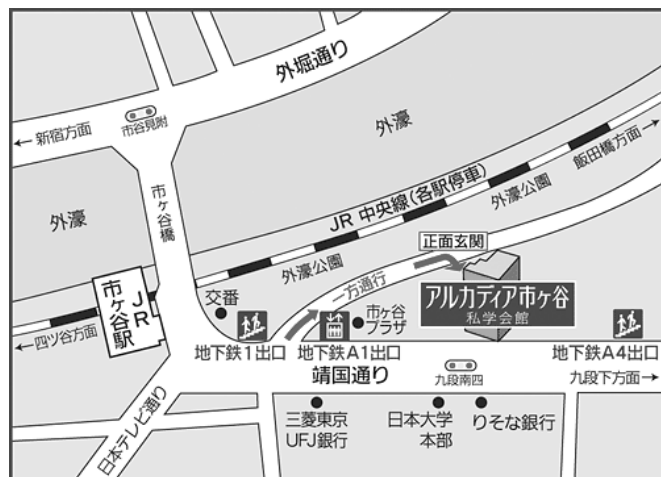 外堀通り
←新宿方面
市谷見附
外濠
飯田橋方面→
市ヶ谷橋
JR 中央線(各駅停車)
外濠公園
外濠
正面玄関
外濠公園
一方通行
JR
市ヶ谷駅
交番
市ヶ谷
プラザ
アルカディア市ヶ谷
私学会館
←四ツ谷方面
地下鉄1出口
地下鉄A1出口
地下鉄A4出口
靖国通り
九段南四
九段下方面→
日本テレビ通り
三菱東京
UFJ銀行
日本大学
本部
りそな銀行